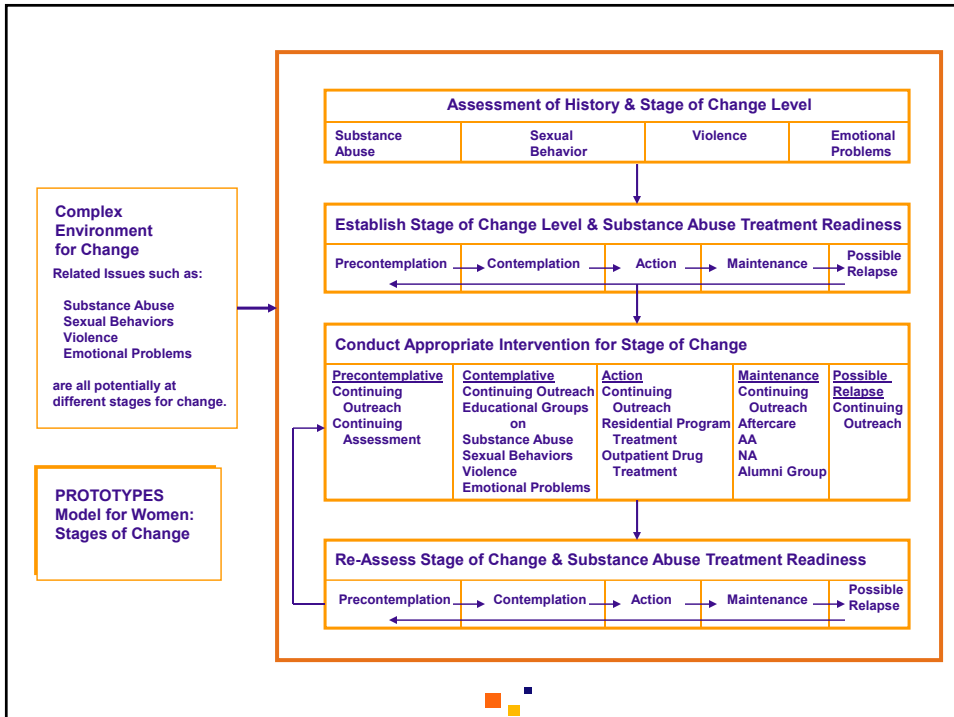 Assessment of History & Stage of Change Level
Substance
Abuse
Sexual
Behavior
Violence
Emotional
Problems
Complex
Environment
for Change
Related Issues such as:
Substance Abuse
Sexual Behaviors
Violence
Emotional Problems
are all potentially at
different stages for change.
PROTOTYPES
Model for Women:
Stages of Change
Establish Stage of Change Level & Substance Abuse Treatment Readiness
Precontemplation
Contemplation
Action
Maintenance
Possible
Relapse
Conduct Appropriate Intervention for Stage of Change
Precontemplative
Continuing
Outreach
Continuing
Assessment
Contemplative
Continuing Outreach
Educational Groups
on
Substance Abuse
Sexual Behaviors
Violence
Emotional Problems
Action
Continuing
Outreach
Residential Program
Treatment
Outpatient Drug
Treatment
Maintenance
Continuing
Outreach
Aftercare
AA
NA
Alumni Group
Possible
Relapse
Continuing
Outreach
Re-Assess Stage of Change & Substance Abuse Treatment Readiness
Precontemplation
Contemplation
Action
Maintenance
Possible
Relapse